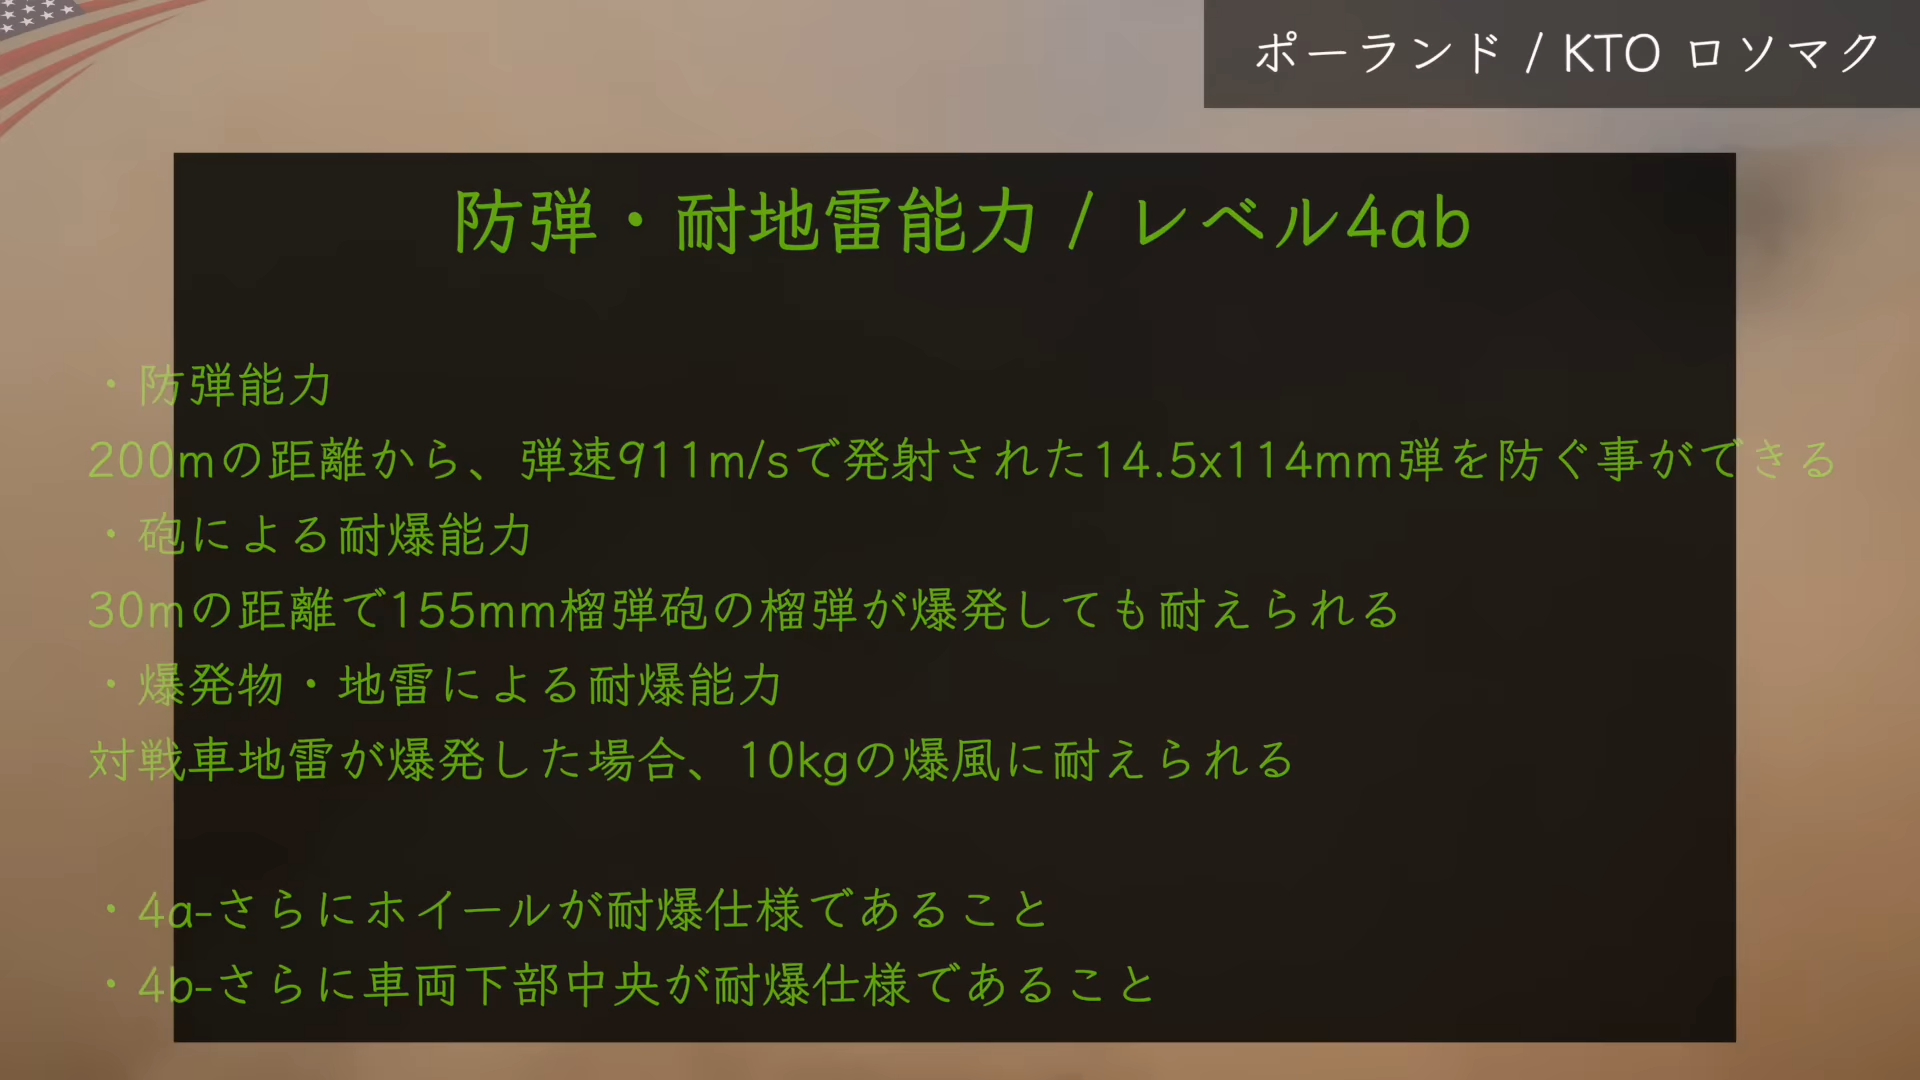 ポーランド / KTO ロソマク
防弾・耐地雷能力 / レベル4ab
・防弾能力
200mの距離から、弾速911m/sで発射された14.5x114mm弾を防ぐ事ができる
・砲による耐爆能力
30mの距離で155mm榴弾砲の榴弾が爆発しても耐えられる
・爆発物・地雷による耐爆能力
対戦車地雷が爆発した場合、10kgの爆風に耐えられる
・4a-さらにホイールが耐爆仕様であること
・4b-さらに車両下部中央が耐爆仕様であること